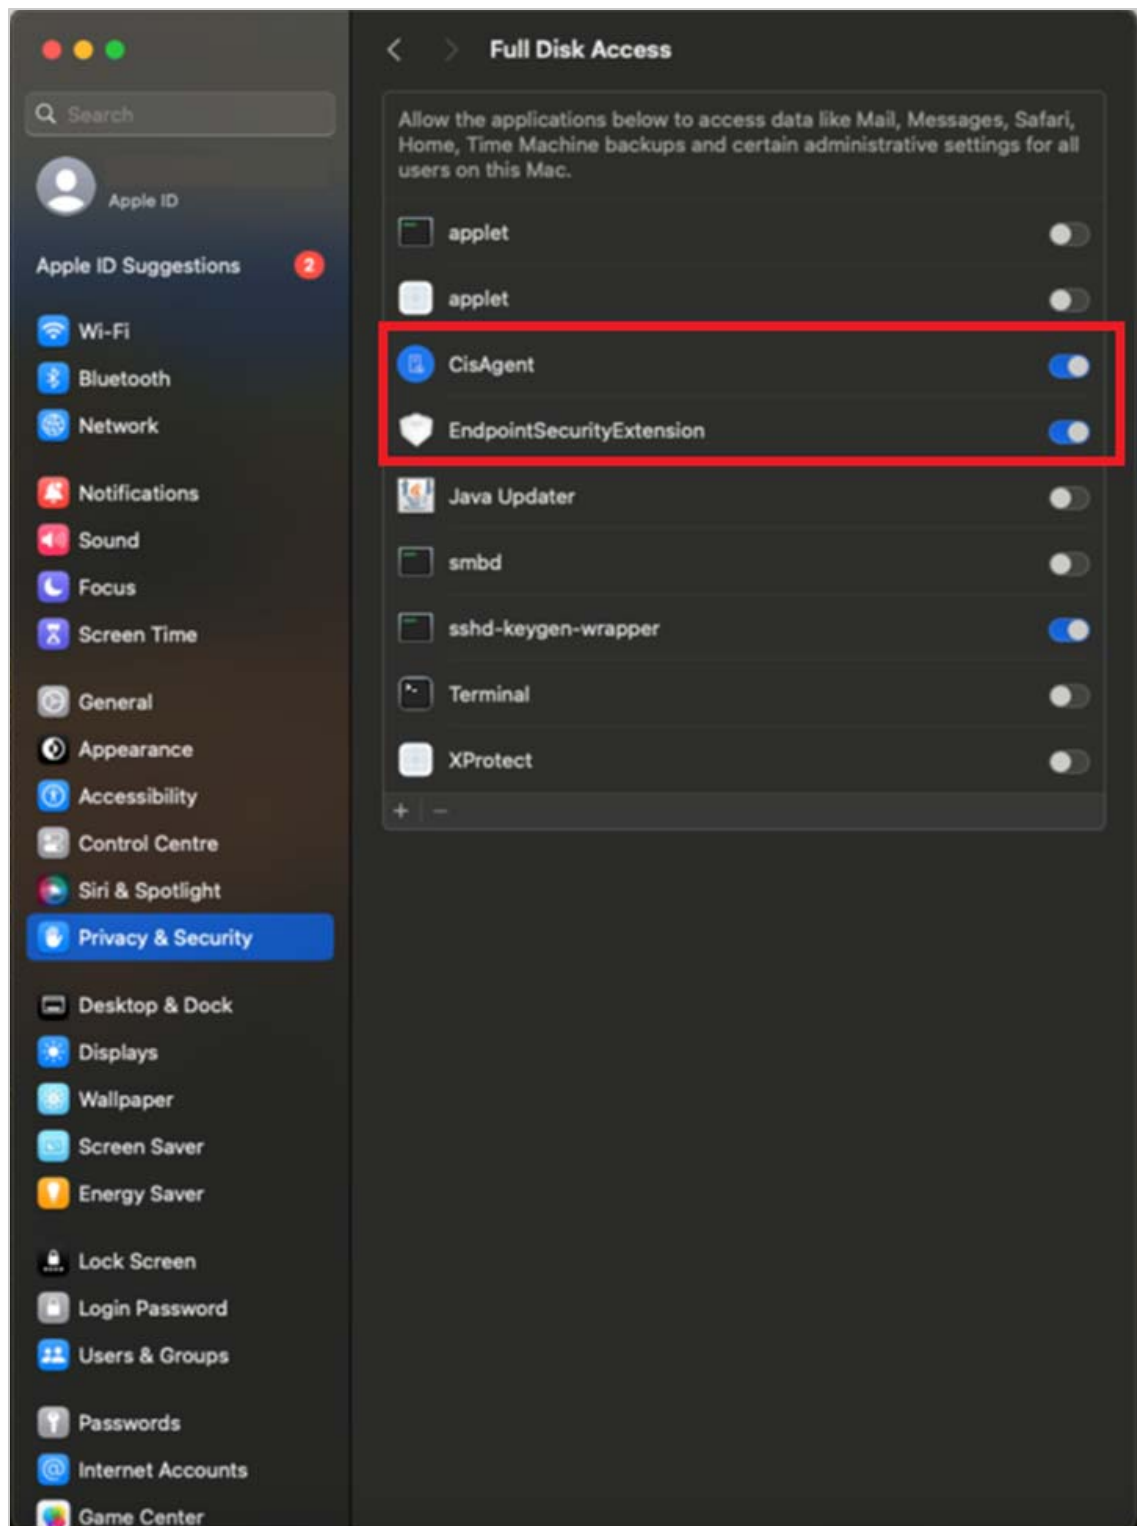 Search
Apple ID
Apple ID Suggestions
2
Wi-Fi
Bluetooth
Network
Notifications
Sound
Focus
Screen Time
General
Appearance
Accessibility
Control Centre
Siri & Spotlight
Privacy & Security
Desktop & Dock
Displays
Wallpaper
Screen Saver
Energy Saver
Lock Screen
Login Password
Users & Groups
Passwords
Internet Accounts
Game Center
Full Disk Access
Allow the applications below to access data like Mail, Messages, Safari,
Home, Time Machine backups and certain administrative settings for all
users on this Mac.
applet
applet
CisAgent
EndpointSecurityExtension
Java Updater
smbd
sshd-keygen-wrapper
Terminal
XProtect